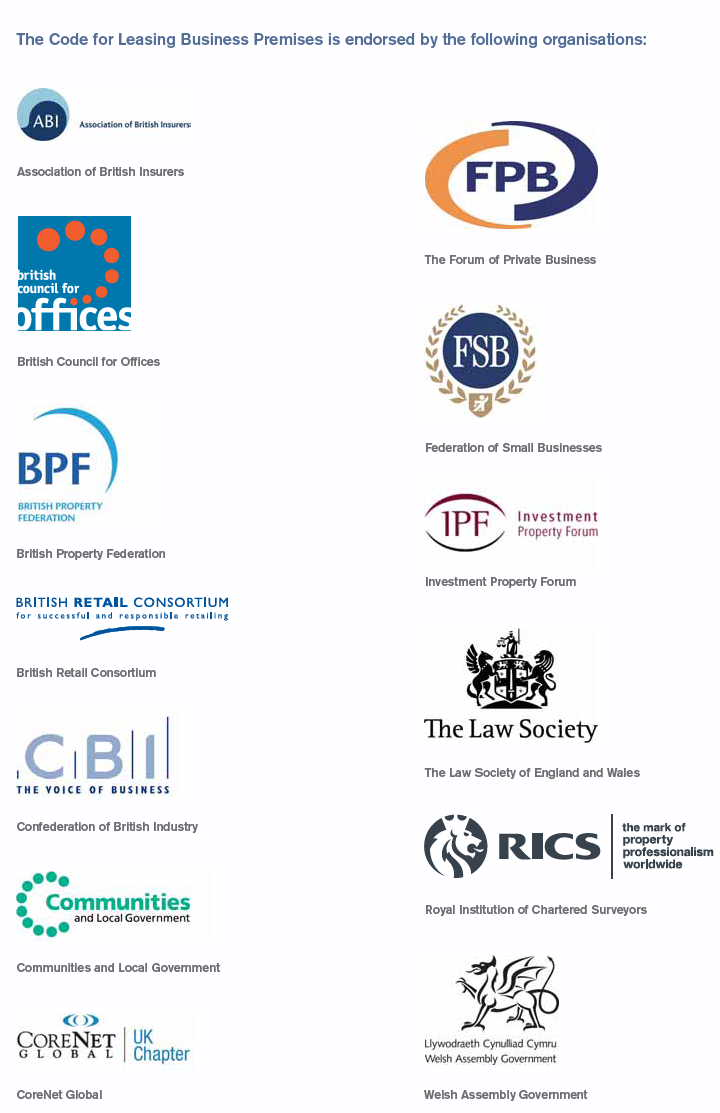 The Code for Leasing Business Premises is endorsed by the following organisations:
ABI
Association of British Insurers
Association of British Insurers
british
council for
offices
British Council for Offices
BPF
BRITISH PROPERTY
FEDERATION
British Property Federation
BRITISH RETAIL CONSORTIUM
for successful and responsible retailing
British Retail Consortium
CBI
THE VOICE OF BUSINESS
Confederation of British Industry
Communities
and Local Government
Communities and Local Government
CORENET
GLOBAL
UK
Chapter
CoreNet Global
FPB
The Forum of Private Business
FSB
Federation of Small Businesses
IPF
Investment
Property Forum
Investment Property Forum
The Law Society
The Law Society of England and Wales
RICS
the mark of
property
professionalism
worldwide
Royal Institution of Chartered Surveyors
Llywodraeth Cynulliad Cymru
Welsh Assembly Government
Welsh Assembly Government